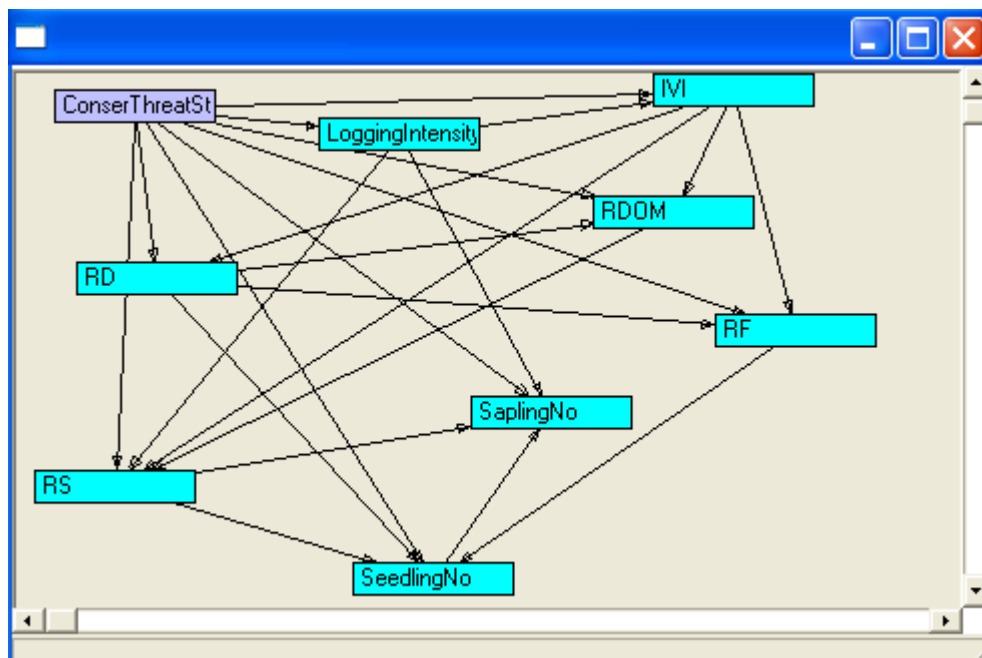 IVI
ConserThreatSt
LoggingIntensity
RDOM
RD
RF
SaplingNo
RS
SeedlingNo